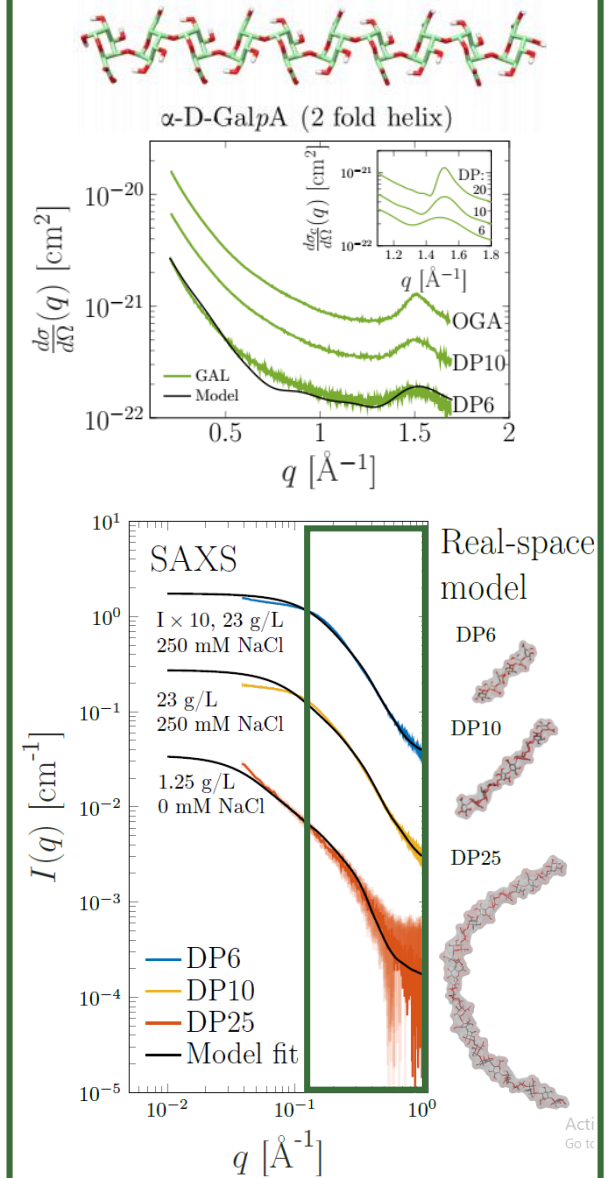 α-D-GalpA (2 fold helix)
dσ/dΩ(q) [cm²]
10⁻²⁰
10⁻²¹
10⁻²²
GAL
Model
OGA
DP10
DP6
0.5
1
1.5
2
q [Å⁻¹]
dσₑ/dΩ(q) [cm²]
10⁻²¹
10⁻²²
DP:
20
10
6
1.2
1.4
1.6
1.8
q [Å⁻¹]
SAXS
I × 10, 23 g/L
250 mM NaCl
23 g/L
250 mM NaCl
1.25 g/L
0 mM NaCl
DP6
DP10
DP25
Model fit
I(q) [cm⁻¹]
10¹
10⁰
10⁻¹
10⁻²
10⁻³
10⁻⁴
10⁻⁵
10⁻²
10⁻¹
10⁰
q [Å⁻¹]
Real-space
model
DP6
DP10
DP25
Acti
Go to